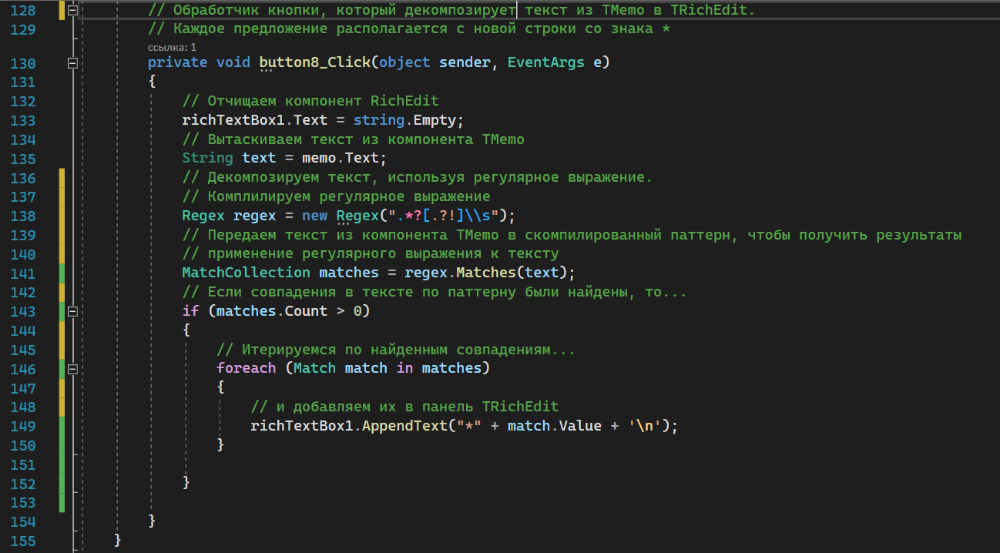 128 // Обработчик кнопки, который декомпозирует текст из TMemo в TRichEdit.
129 // Каждое предложение располагается с новой строки со знака *
ссылка: 1
130 private void button8_Click(object sender, EventArgs e)
131 {
132 // Отчищаем компонент RichEdit
133 richTextBox1.Text = string.Empty;
134 // Вытаскиваем текст из компонента TMemo
135 String text = memo.Text;
136 // Декомпозируем текст, используя регулярное выражение.
137 // Комплилируем регулярное выражение
138 Regex regex = new Regex(".*?[.?!]\\s");
139 // Передаем текст из компонента TMemo в скомпилированный паттерн, чтобы получить результаты
140 // применение регулярного выражения к тексту
141 MatchCollection matches = regex.Matches(text);
142 // Если совпадения в тексте по паттерну были найдены, то...
143 if (matches.Count > 0)
144 {
145 // Итерируемся по найденным совпадениям...
146 foreach (Match match in matches)
147 {
148 // и добавляем их в панель TRichEdit
149 richTextBox1.AppendText("*" + match.Value + '\n');
150 }
151
152 }
153
154 }
155 }